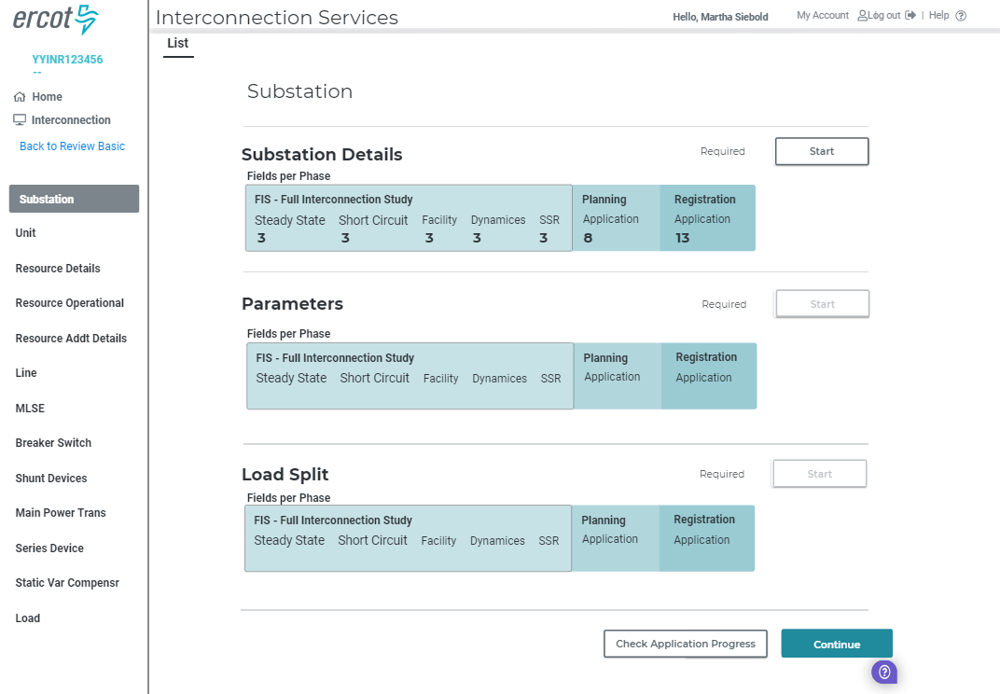 ercot
Interconnection Services
Hello, Martha Siebold
My Account
Log out
|
Help
List
YYINR123456
--
Home
Interconnection
Back to Review Basic
Substation
Unit
Resource Details
Resource Operational
Resource Addt Details
Line
MLSE
Breaker Switch
Shunt Devices
Main Power Trans
Series Device
Static Var Compensr
Load
Substation
Substation Details
Required
Start
Fields per Phase
FIS - Full Interconnection Study
Planning
Registration
Steady State Short Circuit Facility Dynamices SSR
Application
Application
3 3 3 3 3 8 13
Parameters
Required
Start
Fields per Phase
FIS - Full Interconnection Study
Planning
Registration
Steady State Short Circuit Facility Dynamices SSR
Application
Application
Load Split
Required
Start
Fields per Phase
FIS - Full Interconnection Study
Planning
Registration
Steady State Short Circuit Facility Dynamices SSR
Application
Application
Check Application Progress
Continue